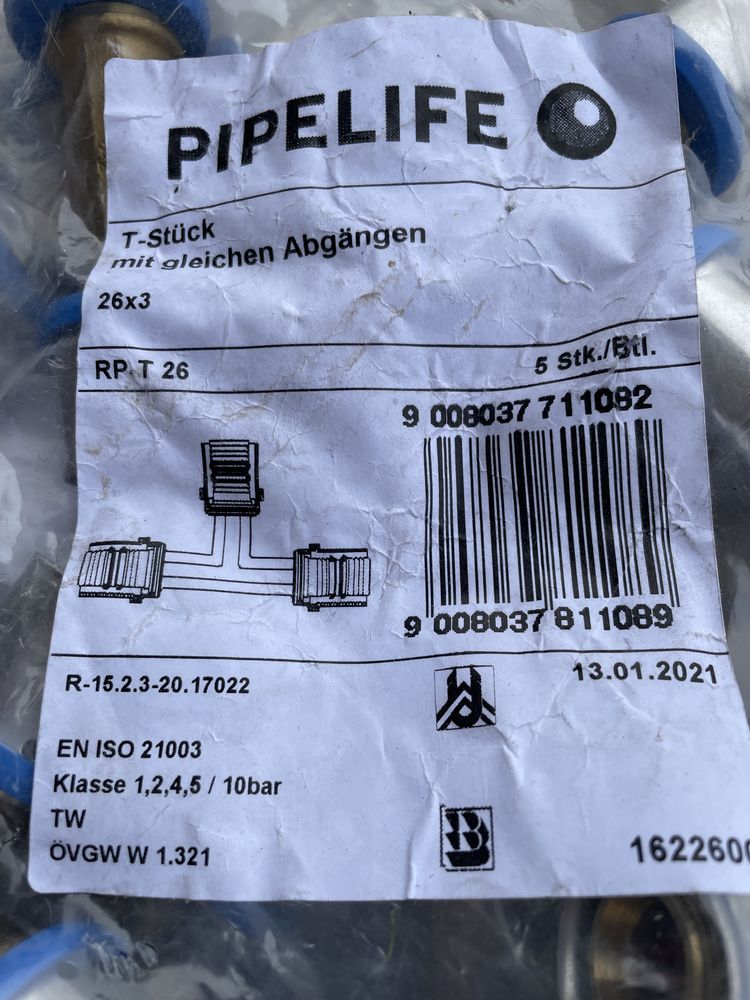 PIPELIFE
T-Stück
mit gleichen Abgängen
26x3
RP-T 26 5 Stk./Btl.
9 008037 711082
9 008037 811089
R-15.2.3-20.17022 13.01.2021
EN ISO 21003
Klasse 1,2,4,5 / 10bar
TW
ÖVGW W 1.321 1622600